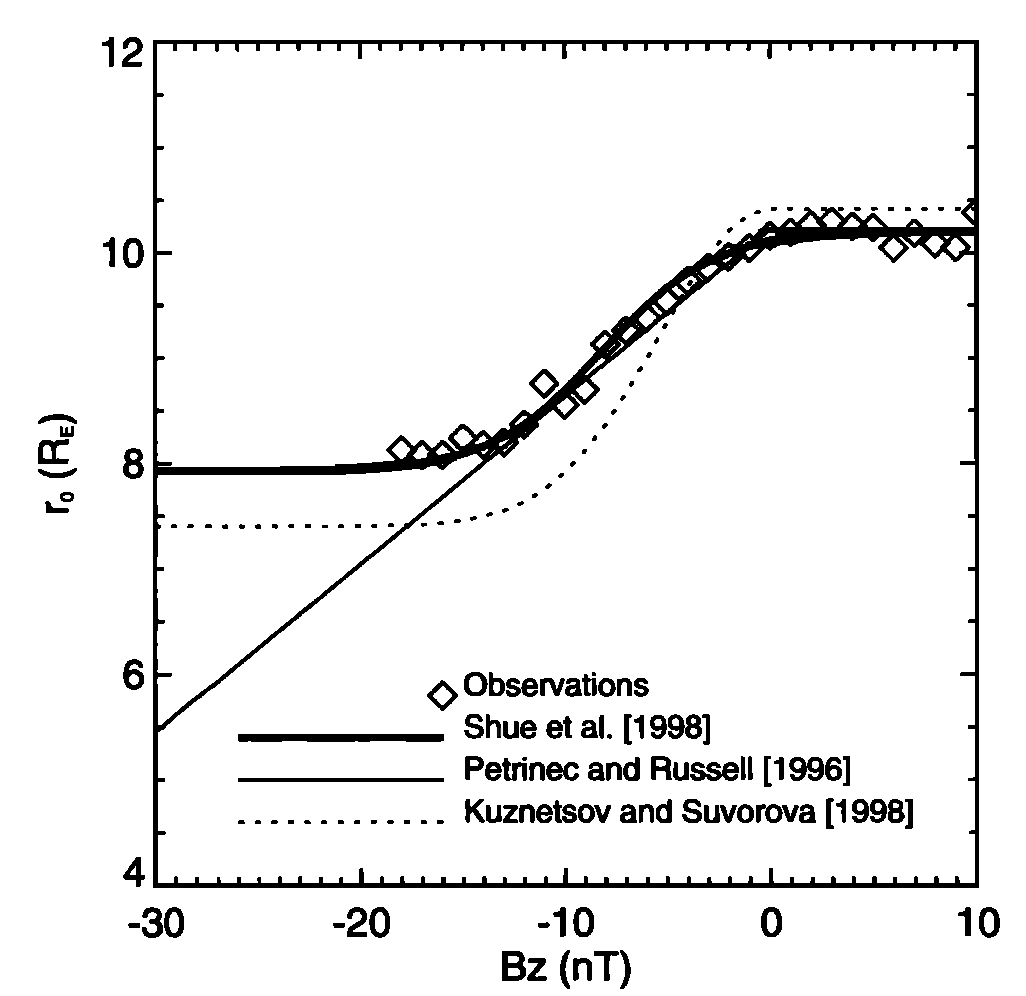 12
10
8
6
4
r₀ (R_E)
Observations
Shue et al. [1998]
Petrinec and Russell [1996]
Kuznetsov and Suvorova [1998]
-30 -20 -10 0 10
Bz (nT)